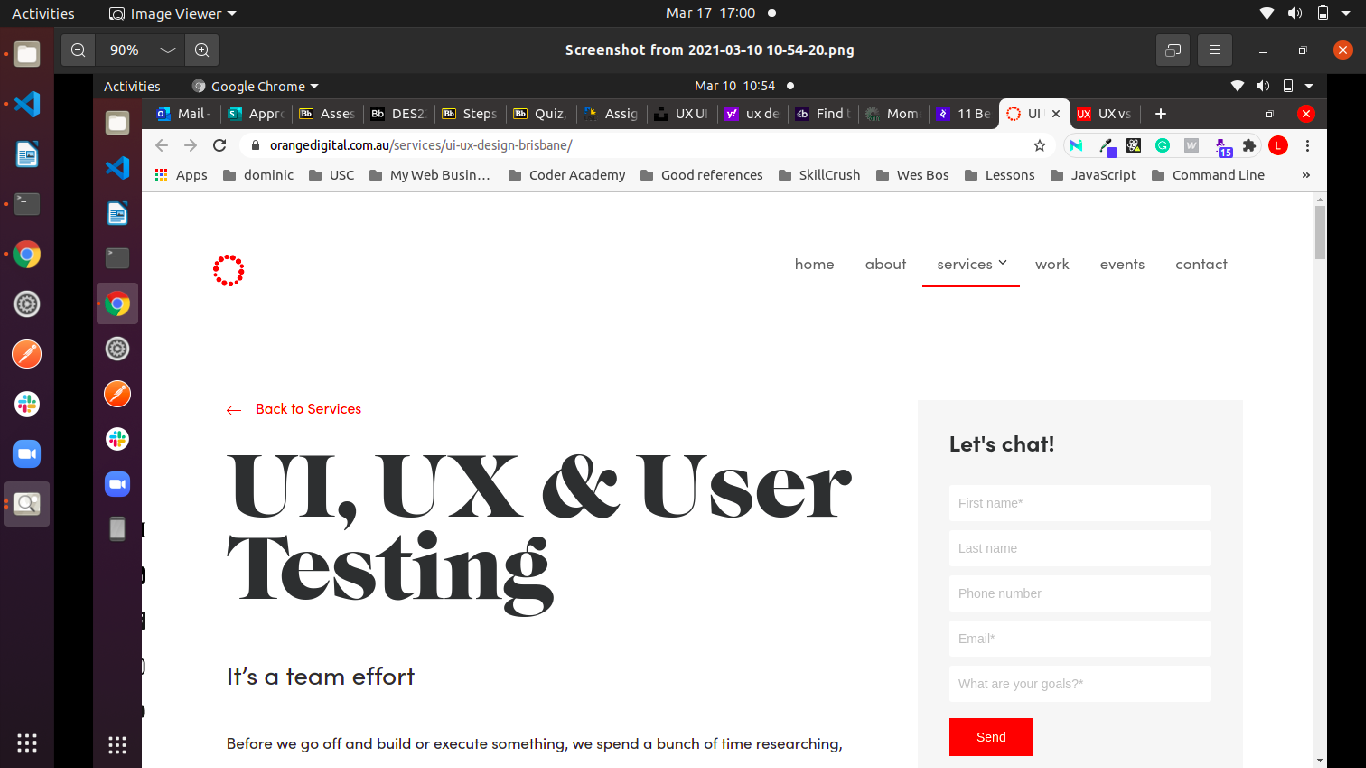 Activities Image Viewer Mar 17 17:00
90% Screenshot from 2021-03-10 10-54-20.png
Activities Google Chrome Mar 10 10:54
Mail - Appro Asses DES2 Steps Quiz Assig UX UI ux de Find t Mom 11 Be UI UX vs
orangedigital.com.au/services/ui-ux-design-brisbane/ 15 L
Apps dominic USC My Web Busin... Coder Academy Good references SkillCrush Wes Bos Lessons JavaScript Command Line »
home about services work events contact
← Back to Services
UI, UX & User
Testing
It's a team effort
Before we go off and build or execute something, we spend a bunch of time researching,
Let's chat!
First name*
Last name
Phone number
Email*
What are your goals?*
Send